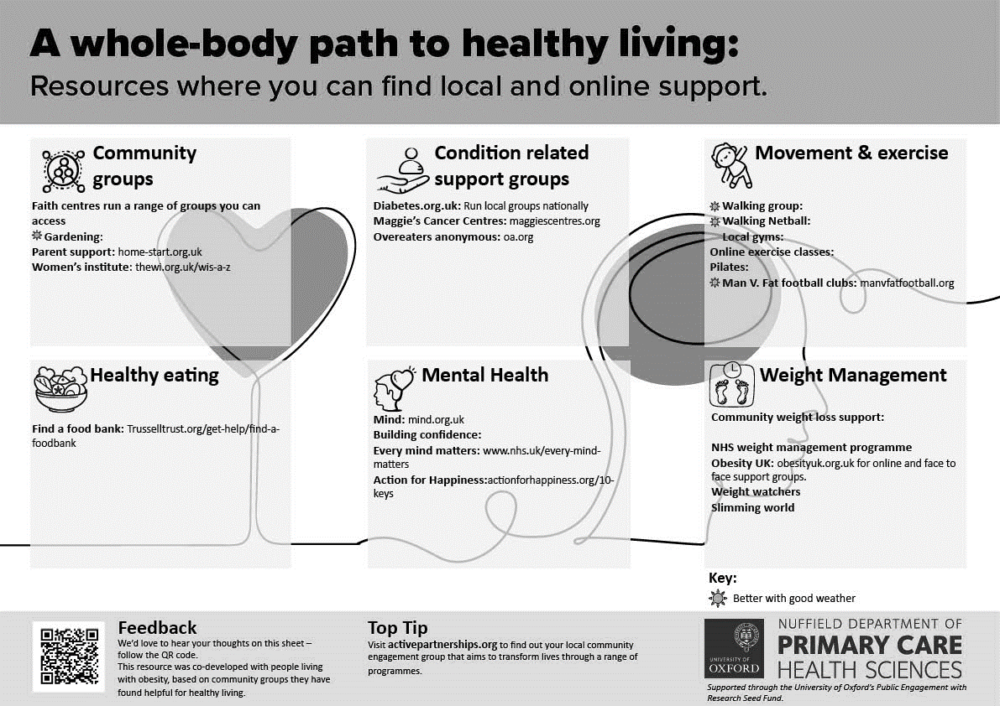 A whole-body path to healthy living:
Resources where you can find local and online support.
Community
groups
Faith centres run a range of groups you can
access
Gardening:
Parent support: home-start.org.uk
Women's institute: thewi.org.uk/wis-a-z
Condition related
support groups
Diabetes.org.uk: Run local groups nationally
Maggie's Cancer Centres: maggiescentres.org
Overeaters anonymous: oa.org
Movement & exercise
Walking group:
Walking Netball:
Local gyms:
Online exercise classes:
Pilates:
Man V. Fat football clubs: manvfatfootball.org
Healthy eating
Find a food bank: Trusselltrust.org/get-help/find-a-
foodbank
Mental Health
Mind: mind.org.uk
Building confidence:
Every mind matters: www.nhs.uk/every-mind-
matters
Action for Happiness:actionforhappiness.org/10-
keys
Weight Management
Community weight loss support:
NHS weight management programme
Obesity UK: obesityuk.org.uk for online and face to
face support groups.
Weight watchers
Slimming world
Key:
Better with good weather
Feedback
We'd love to hear your thoughts on this sheet –
follow the QR code.
This resource was co-developed with people living
with obesity, based on community groups they have
found helpful for healthy living.
Top Tip
Visit activepartnerships.org to find out your local community
engagement group that aims to transform lives through a range of
programmes.
UNIVERSITY OF
OXFORD
NUFFIELD DEPARTMENT OF
PRIMARY CARE
HEALTH SCIENCES
Supported through the University of Oxford's Public Engagement with
Research Seed Fund.